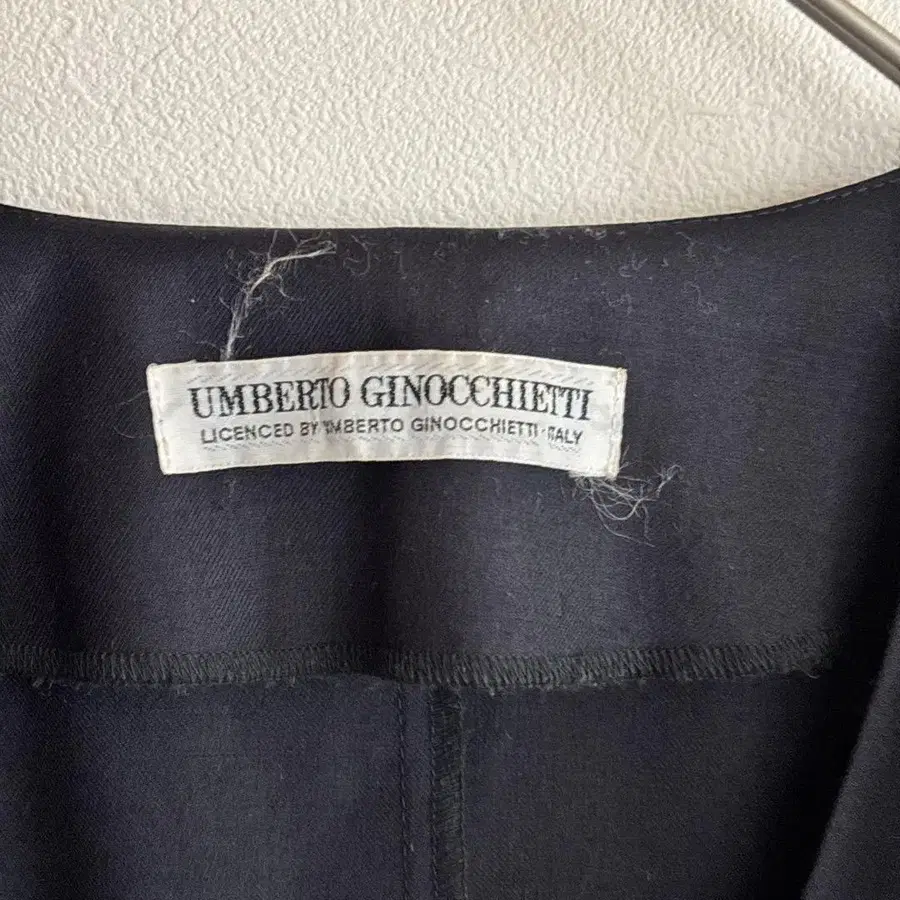 UMBERTO GINOCCHIETTI
LICENCED BY UMBERTO GINOCCHIETTI · ITALY